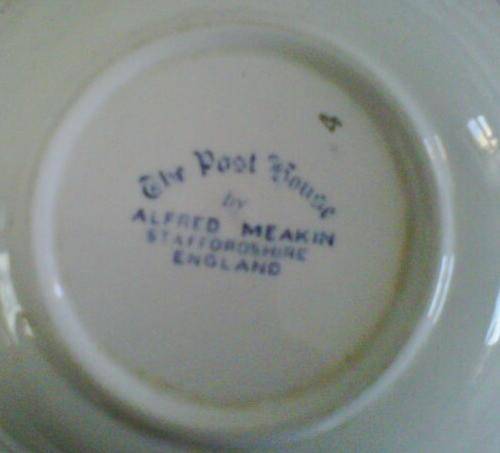 4
The Post House
by
ALFRED MEAKIN
STAFFORDSHIRE
ENGLAND